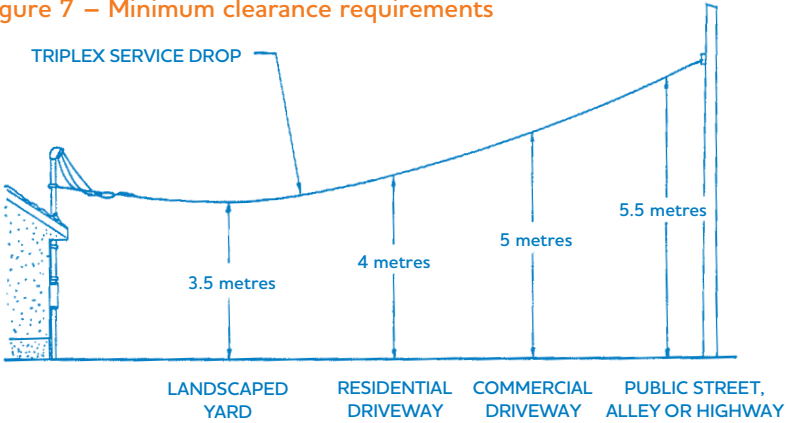 gure 7 – Minimum clearance requirements
TRIPLEX SERVICE DROP
5.5 metres
5 metres
4 metres
3.5 metres
LANDSCAPED
YARD
RESIDENTIAL
DRIVEWAY
COMMERCIAL
DRIVEWAY
PUBLIC STREET,
ALLEY OR HIGHWAY